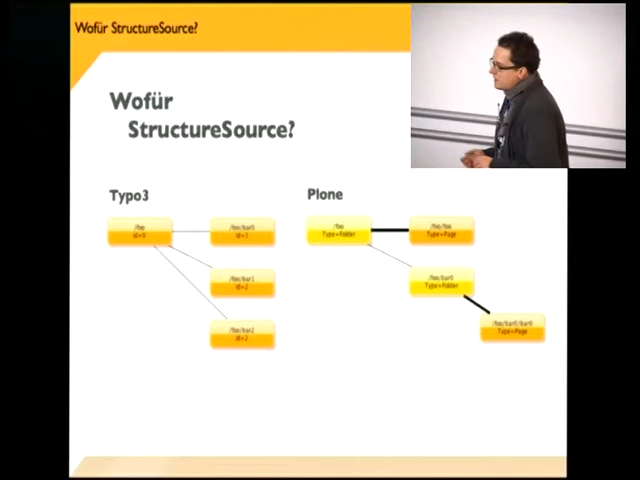 Wofür StructureSource?
Wofür
StructureSource?
Typo3
Plone
/foo
id=0
/foo/bar0
id=1
/foo/bar1
id=2
/foo/bar2
id=2
/foo
Type=Folder
/foo/foo
Type=Page
/foo/bar0
Type=Folder
/foo/bar0/bar0
Type=Page